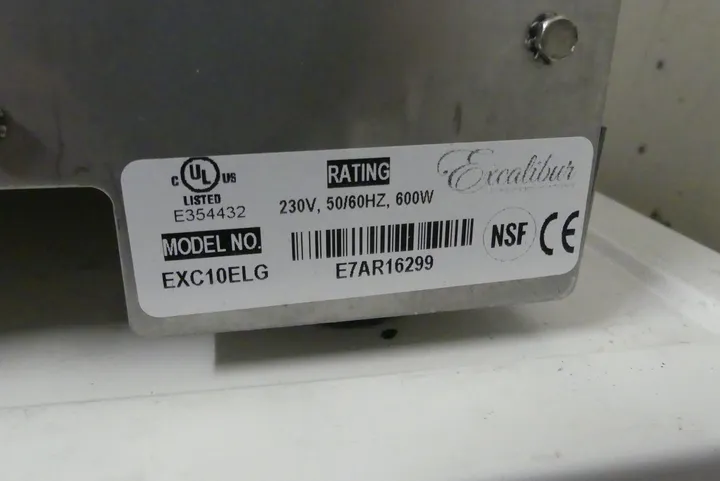 C UL US
LISTED
E354432
MODEL NO.
EXC10ELG
RATING
230V, 50/60HZ, 600W
E7AR16299
Excalibur
NSF
CE